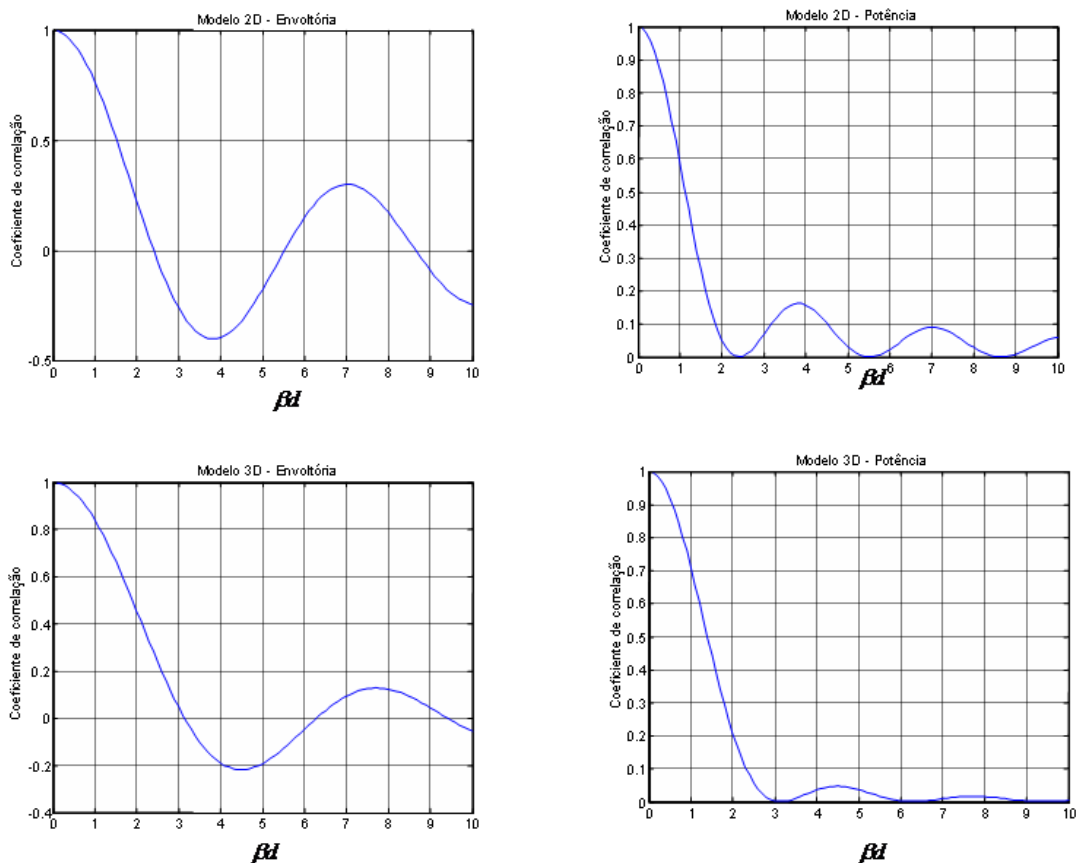 Modelo 2D - Envoltória
Coeficiente de correlação
1
0.5
0
-0.5
0 1 2 3 4 5 6 7 8 9 10
βd
Modelo 2D - Potência
Coeficiente de correlação
1
0.9
0.8
0.7
0.6
0.5
0.4
0.3
0.2
0.1
0
0 1 2 3 4 5 6 7 8 9 10
βd
Modelo 3D - Envoltória
Coeficiente de correlação
1
0.8
0.6
0.4
0.2
0
-0.2
-0.4
0 1 2 3 4 5 6 7 8 9 10
βd
Modelo 3D - Potência
Coeficiente de correlação
1
0.9
0.8
0.7
0.6
0.5
0.4
0.3
0.2
0.1
0
0 1 2 3 4 5 6 7 8 9 10
βd